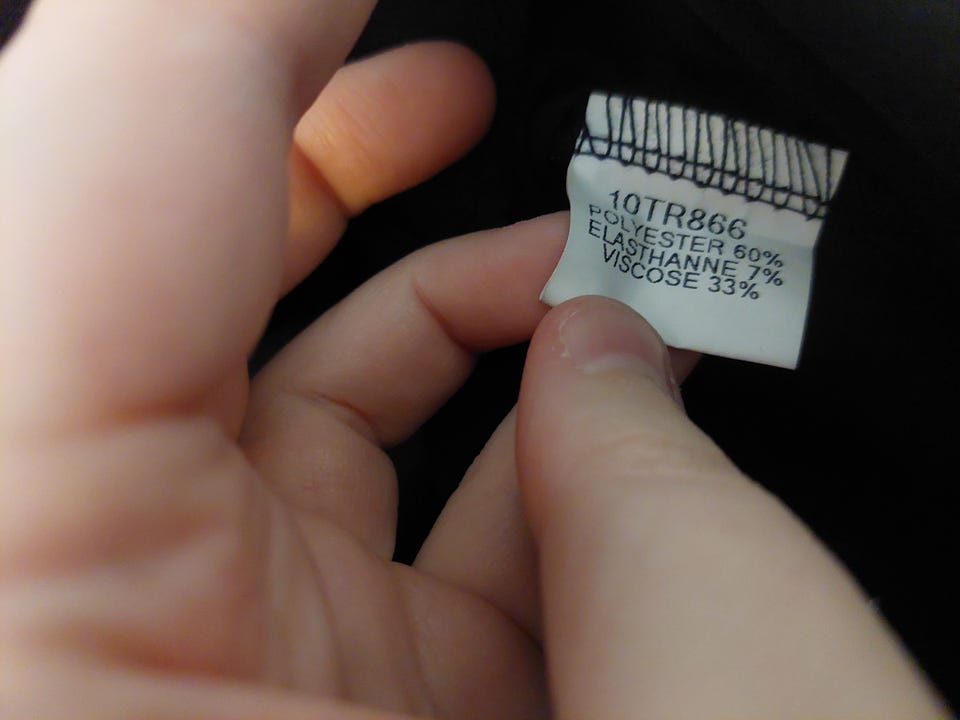 10TR866
POLYESTER 60%
ELASTHANNE 7%
VISCOSE 33%